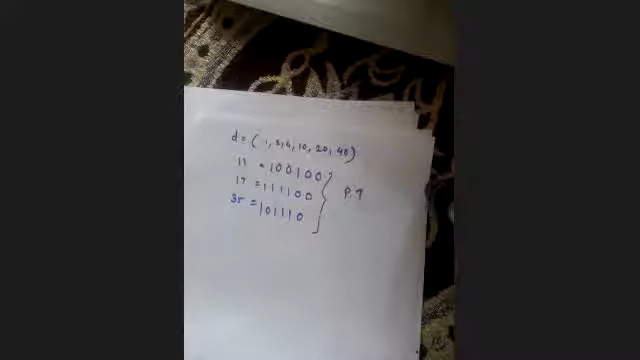 d = ( 1, 2, 4, 10, 20, 40)
11 = 100100
17 = 111100
35 = 101110
P.T